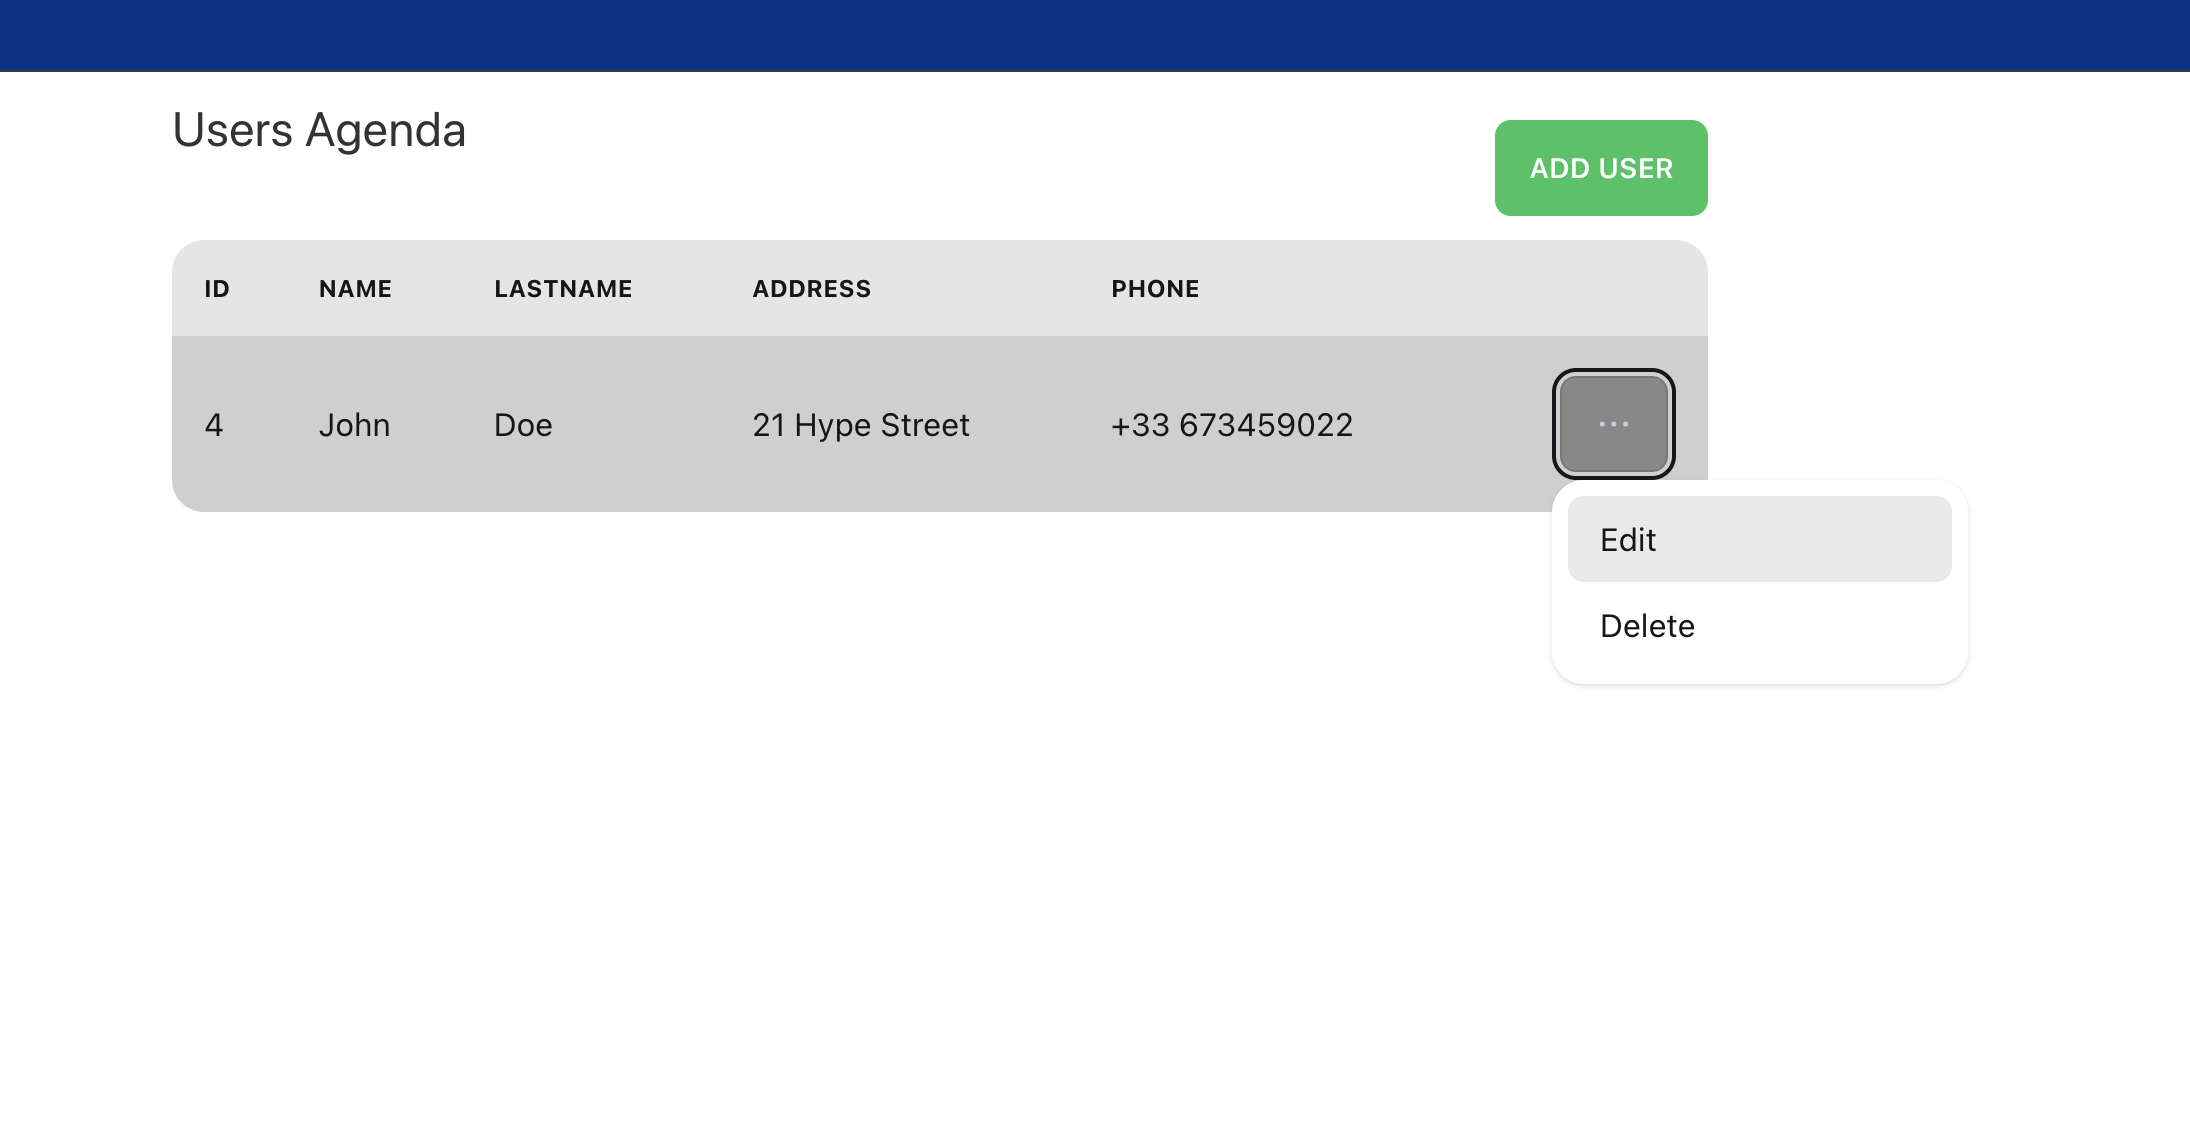 Users Agenda
ADD USER
ID NAME LASTNAME ADDRESS PHONE
4 John Doe 21 Hype Street +33 673459022 ...
Edit
Delete